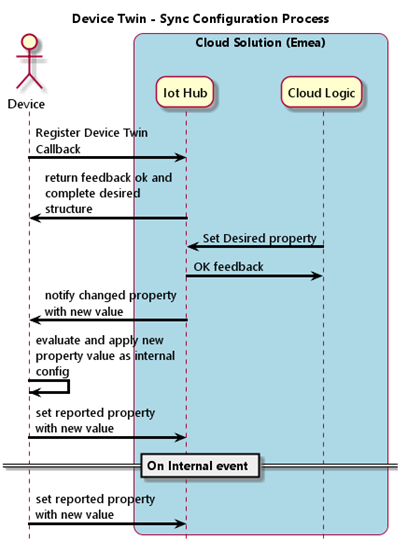 Device Twin - Sync Configuration Process
Cloud Solution (Emea)
Device
Iot Hub
Cloud Logic
Register Device Twin
Callback
return feedback ok and
complete desired
structure
Set Desired property
OK feedback
notify changed property
with new value
evaluate and apply new
property value as internal
config
set reported property
with new value
On Internal event
set reported property
with new value